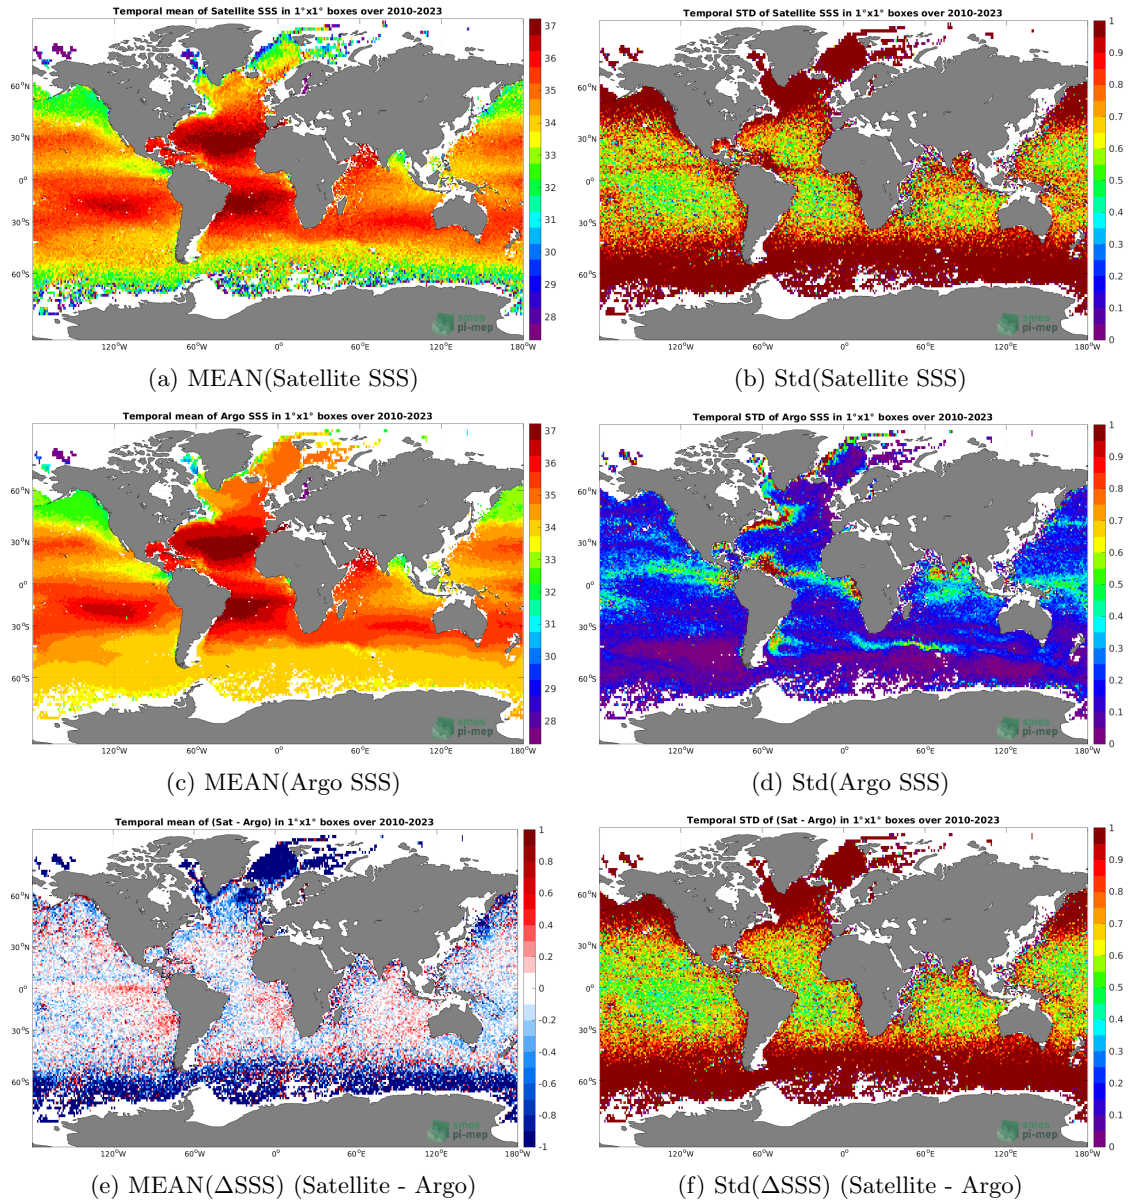 Temporal mean of Satellite SSS in 1°x1° boxes over 2010-2023
60°N
30°N
0°
30°S
60°S
120°W 60°W 0° 60°E 120°E 180°W
37
36
35
34
33
32
31
30
29
28
smos
pi-mep
(a) MEAN(Satellite SSS)
Temporal STD of Satellite SSS in 1°x1° boxes over 2010-2023
60°N
30°N
0°
30°S
60°S
120°W 60°W 0° 60°E 120°E 180°W
1
0.9
0.8
0.7
0.6
0.5
0.4
0.3
0.2
0.1
0
smos
pi-mep
(b) Std(Satellite SSS)
Temporal mean of Argo SSS in 1°x1° boxes over 2010-2023
60°N
30°N
0°
30°S
60°S
120°W 60°W 0° 60°E 120°E 180°W
37
36
35
34
33
32
31
30
29
28
smos
pi-mep
(c) MEAN(Argo SSS)
Temporal STD of Argo SSS in 1°x1° boxes over 2010-2023
60°N
30°N
0°
30°S
60°S
120°W 60°W 0° 60°E 120°E 180°W
1
0.9
0.8
0.7
0.6
0.5
0.4
0.3
0.2
0.1
0
smos
pi-mep
(d) Std(Argo SSS)
Temporal mean of (Sat - Argo) in 1°x1° boxes over 2010-2023
60°N
30°N
0°
30°S
60°S
120°W 60°W 0° 60°E 120°E 180°W
1
0.8
0.6
0.4
0.2
0
-0.2
-0.4
-0.6
-0.8
-1
smos
pi-mep
(e) MEAN(ΔSSS) (Satellite - Argo)
Temporal STD of (Sat - Argo) in 1°x1° boxes over 2010-2023
60°N
30°N
0°
30°S
60°S
120°W 60°W 0° 60°E 120°E 180°W
1
0.9
0.8
0.7
0.6
0.5
0.4
0.3
0.2
0.1
0
smos
pi-mep
(f) Std(ΔSSS) (Satellite - Argo)